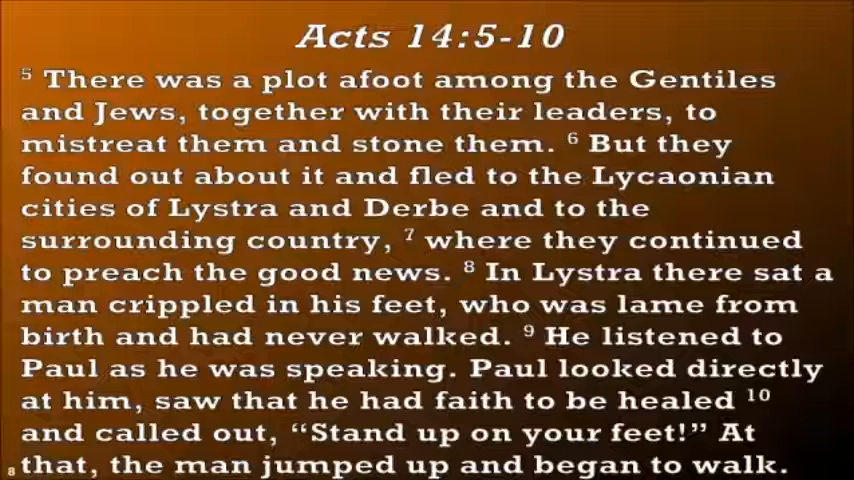 Acts 14:5-10
⁵ There was a plot afoot among the Gentiles
and Jews, together with their leaders, to
mistreat them and stone them. ⁶ But they
found out about it and fled to the Lycaonian
cities of Lystra and Derbe and to the
surrounding country, ⁷ where they continued
to preach the good news. ⁸ In Lystra there sat a
man crippled in his feet, who was lame from
birth and had never walked. ⁹ He listened to
Paul as he was speaking. Paul looked directly
at him, saw that he had faith to be healed ¹⁰
and called out, “Stand up on your feet!” At
that, the man jumped up and began to walk.
8